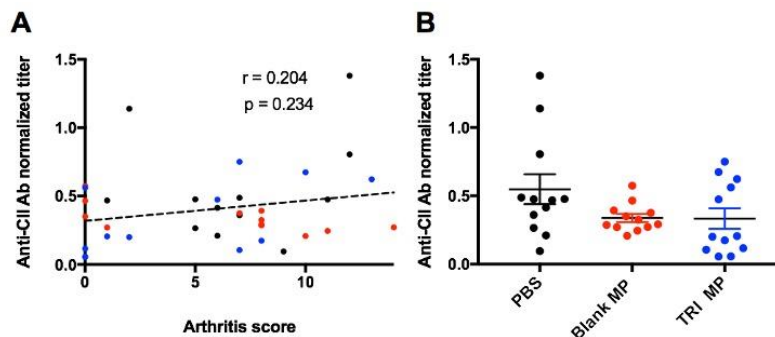 A
Anti-CII Ab normalized titer
1.5
1.0
0.5
0.0
r = 0.204
p = 0.234
0
5
10
Arthritis score
B
Anti-CII Ab normalized titer
1.5
1.0
0.5
0.0
PBS
Blank MP
TRI MP